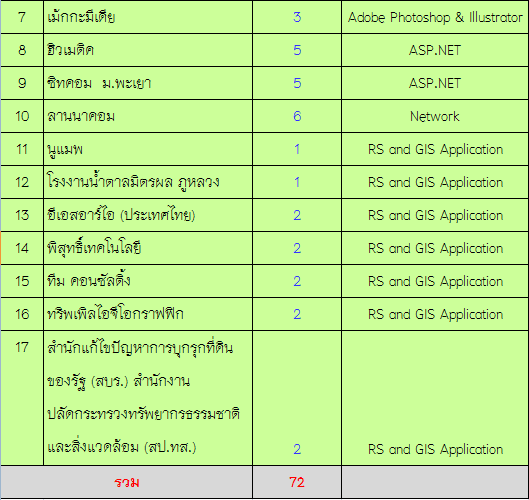 7 เม้กกะมีเดีย 3 Adobe Photoshop & Illustrator
8 ฮิวเมดิค 5 ASP.NET
9 ซิทคอม ม.พะเยา 5 ASP.NET
10 ลานนาคอม 6 Network
11 นูแมพ 1 RS and GIS Application
12 โรงงานน้ำตาลมิตรผล ภูหลวง 1 RS and GIS Application
13 อีเอสอาร์ไอ (ประเทศไทย) 2 RS and GIS Application
14 พิสุทธิ์เทคโนโลยี 2 RS and GIS Application
15 ทีม คอนซัลติ้ง 2 RS and GIS Application
16 ทริพเพิลไอจีโอกราฟฟิก 2 RS and GIS Application
17 สำนักแก้ไขปัญหาการบุกรุกที่ดิน
ของรัฐ (สบร.) สำนักงาน
ปลัดกระทรวงทรัพยากรธรรมชาติ
และสิ่งแวดล้อม (สป.ทส.) 2 RS and GIS Application
รวม 72